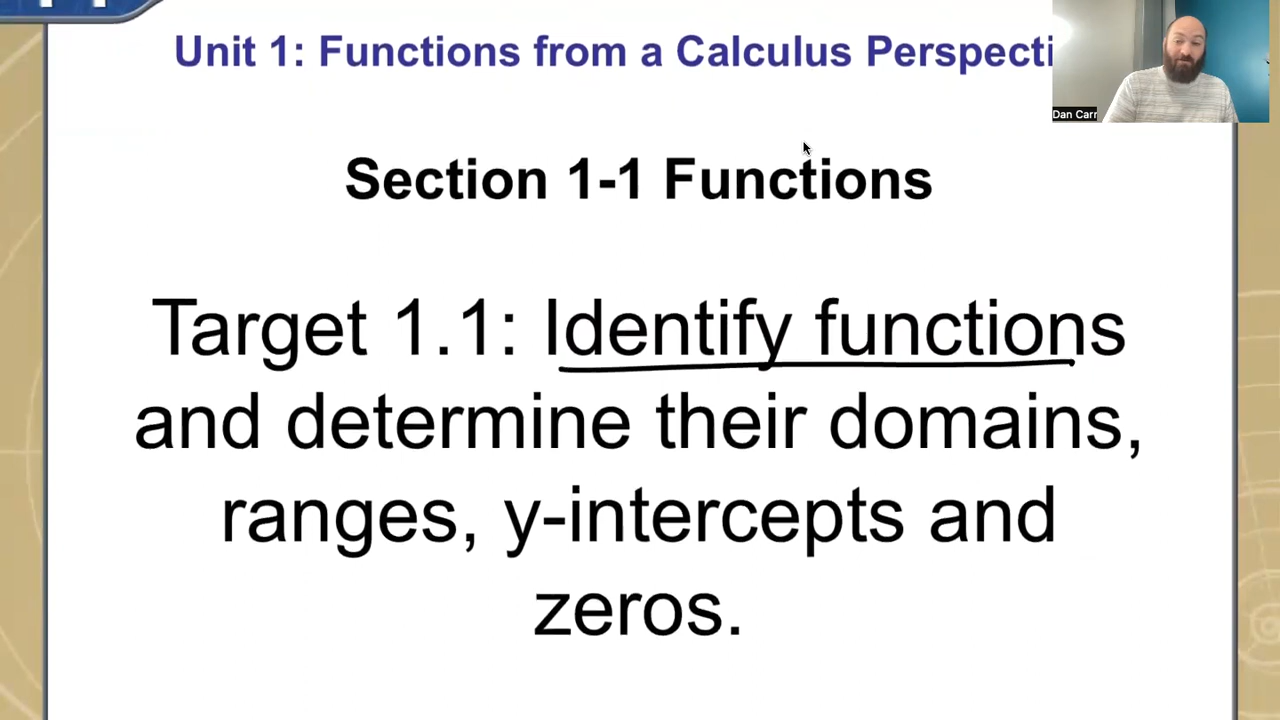 Unit 1: Functions from a Calculus Perspecti
Dan Carr
Section 1-1 Functions
Target 1.1: Identify functions
and determine their domains,
ranges, y-intercepts and
zeros.